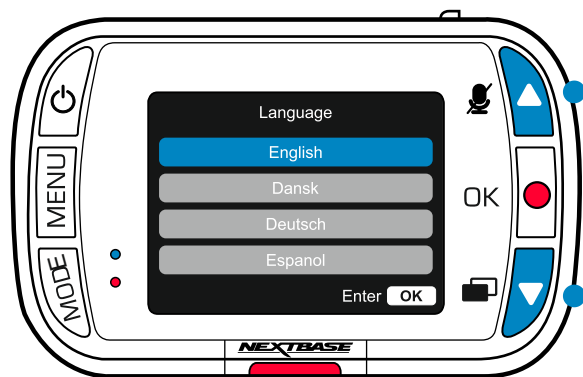 Language
English
Dansk
Deutsch
Espanol
Enter OK
MENU
MODE
OK
NEXTBASE